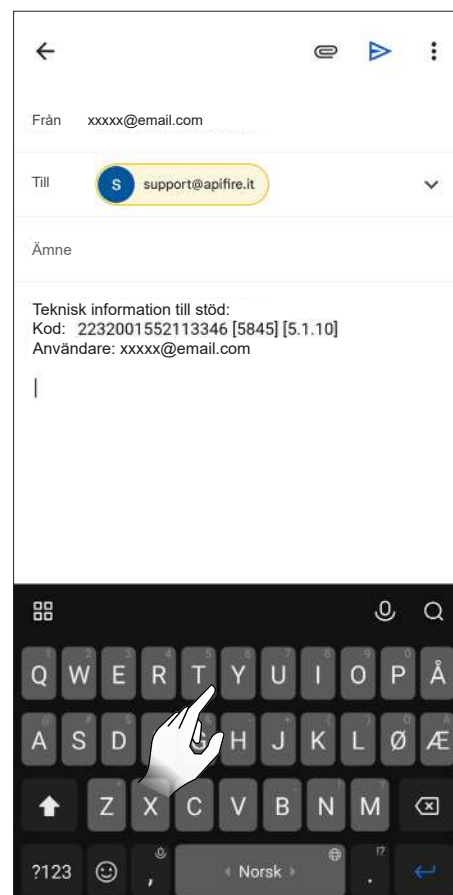 Från xxxxx@email.com
Till S support@apifire.it
Ämne
Teknisk information till stöd:
Kod: 2232001552113346 [5845] [5.1.10]
Användare: xxxxx@email.com
Q W E R T Y U I O P Å
A S D G H J K L Ø Æ
Z X C V B N M
?123 , Norsk .